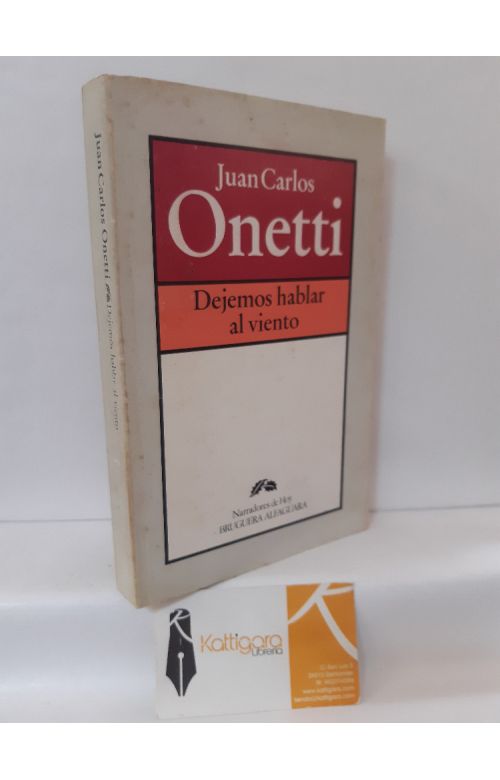 Juan Carlos
Onetti
Dejemos hablar
al viento
Narradores de Hoy
BRUGUERA-ALFAGUARA
Juan Carlos Onetti Dejemos hablar al viento
R
Kattigara
Librería
R
www.kattigara.com